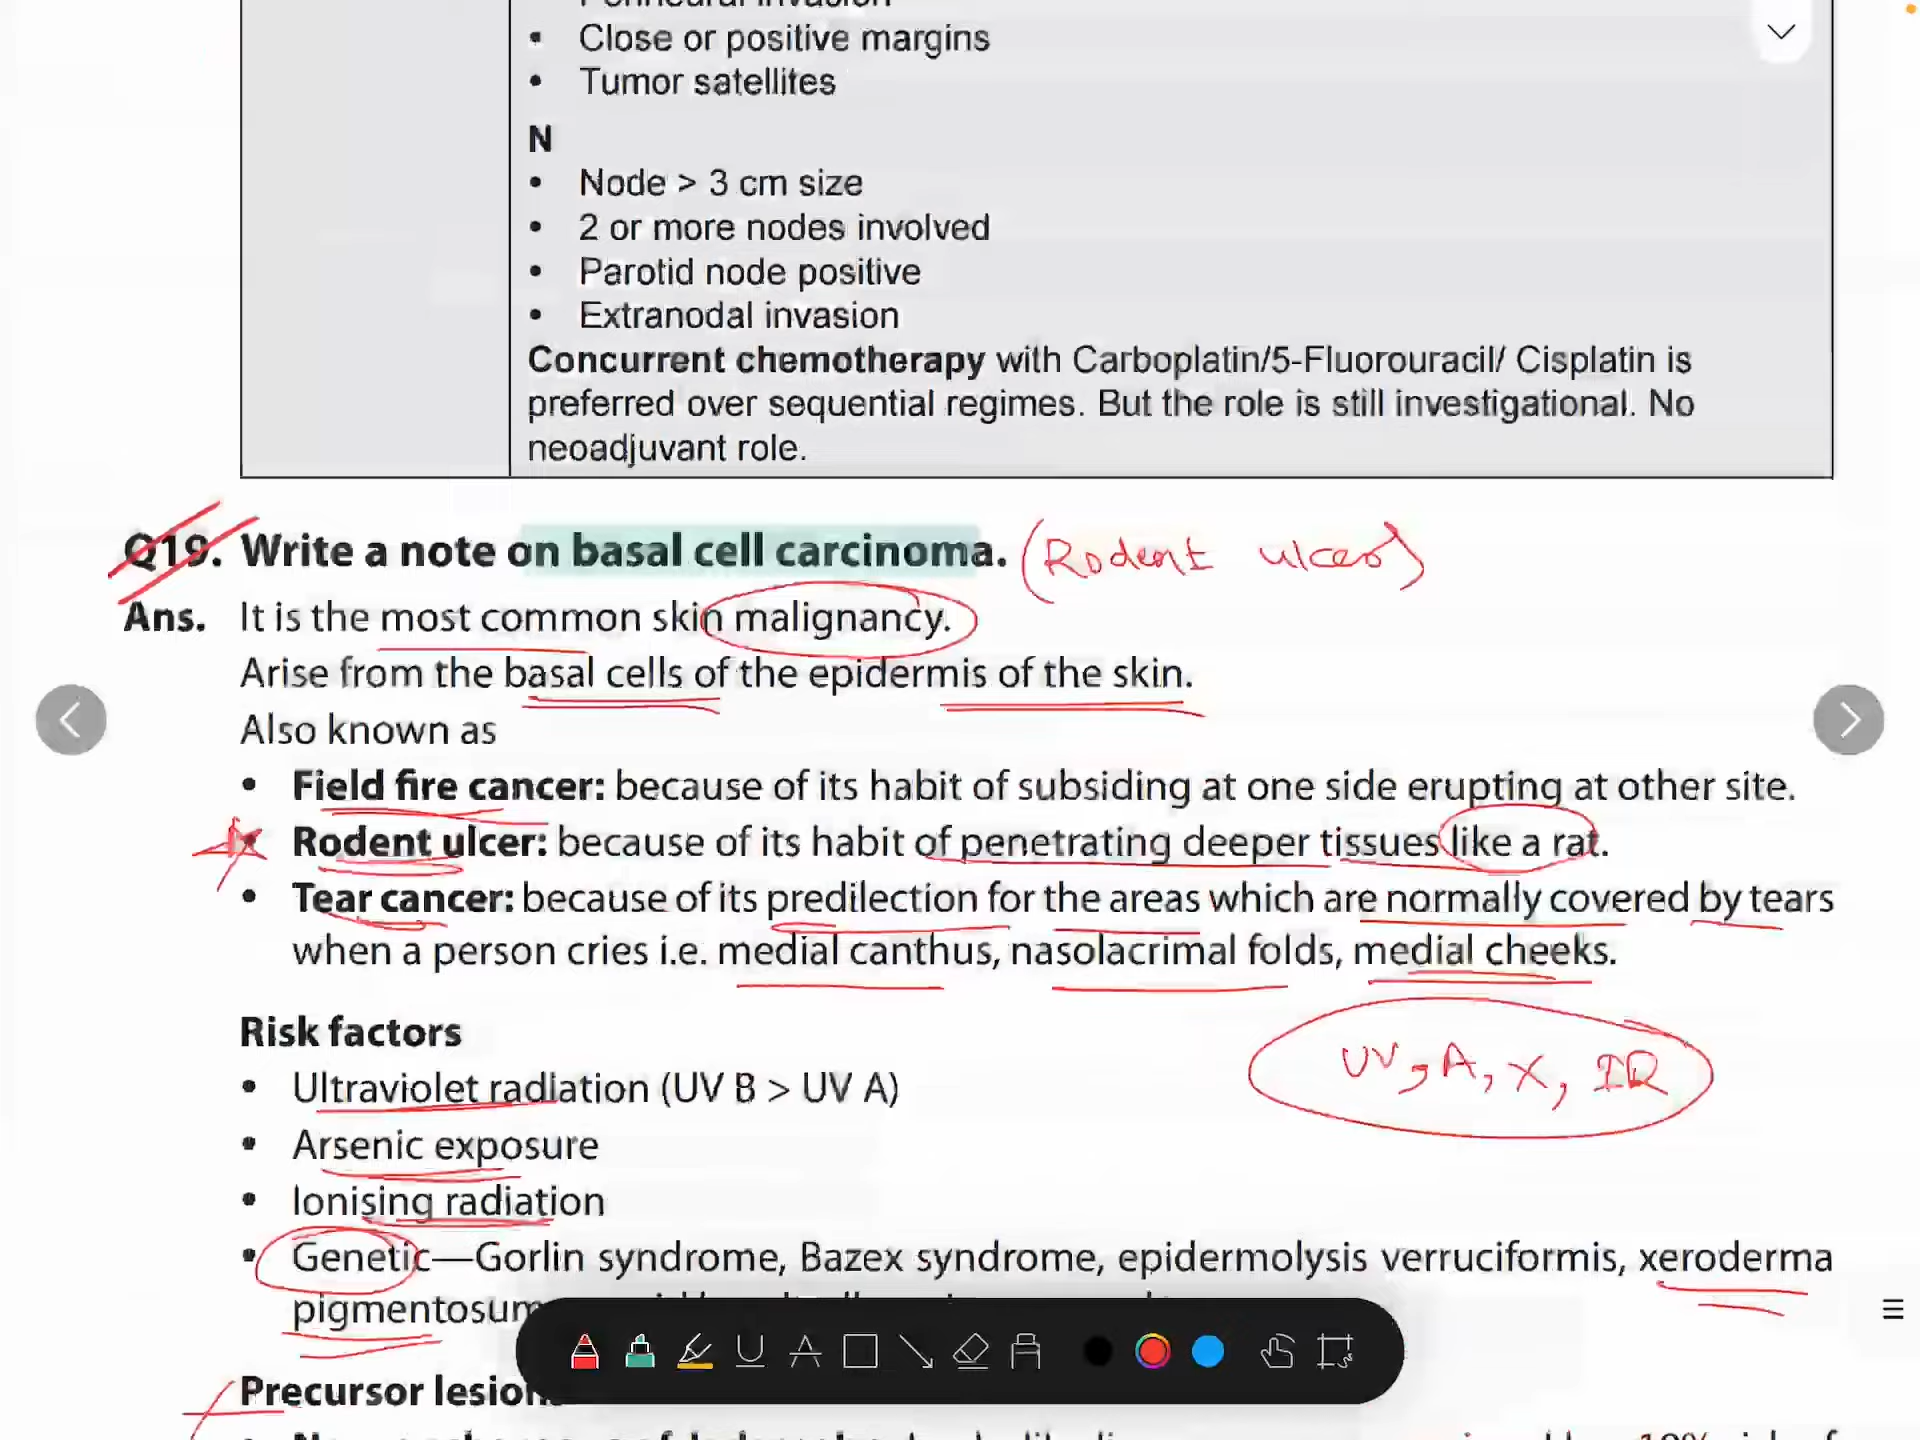 • Close or positive margins
• Tumor satellites
N
• Node > 3 cm size
• 2 or more nodes involved
• Parotid node positive
• Extranodal invasion
Concurrent chemotherapy with Carboplatin/5-Fluorouracil/ Cisplatin is
preferred over sequential regimes. But the role is still investigational. No
neoadjuvant role.
Q19. Write a note on basal cell carcinoma. (Rodent ulcer)
Ans. It is the most common skin malignancy.
Arise from the basal cells of the epidermis of the skin.
Also known as
• Field fire cancer: because of its habit of subsiding at one side erupting at other site.
• Rodent ulcer: because of its habit of penetrating deeper tissues like a rat.
• Tear cancer: because of its predilection for the areas which are normally covered by tears
when a person cries i.e. medial canthus, nasolacrimal folds, medial cheeks.
Risk factors
UV, A, X, IR
• Ultraviolet radiation (UV B > UV A)
• Arsenic exposure
• Ionising radiation
• Genetic—Gorlin syndrome, Bazex syndrome, epidermolysis verruciformis, xeroderma
pigmentosum
Precursor lesion